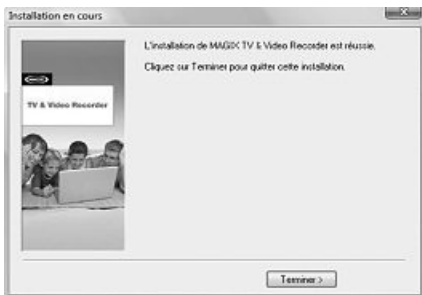 Installation en cours
L'installation de MAGIX TV & Video Recorder est réussie.
Cliquez sur Terminer pour quitter cette installation.
MAGIX
TV & Video Recorder
Terminer >